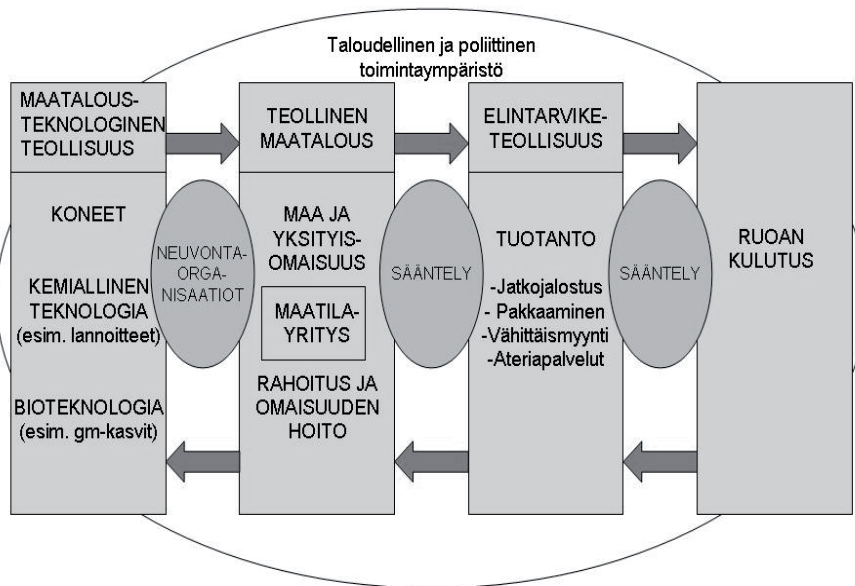 Taloudellinen ja poliittinen
toimintaympäristö
MAATALOUS-
TEKNOLOGINEN
TEOLLISUUS
KONEET
KEMIALLINEN
TEKNOLOGIA
(esim. lannoitteet)
BIOTEKNOLOGIA
(esim. gm-kasvit)
NEUVONTA-
ORGA-
NISAATIOT
TEOLLINEN
MAATALOUS
MAA JA
YKSITYIS-
OMAISUUS
MAATILA-
YRITYS
RAHOITUS JA
OMAISUUDEN
HOITO
SÄÄNTELY
ELINTARVIKE-
TEOLLISUUS
TUOTANTO
-Jatkojalostus
- Pakkaaminen
-Vähittäismyynti
-Ateriapalvelut
SÄÄNTELY
RUOAN
KULUTUS